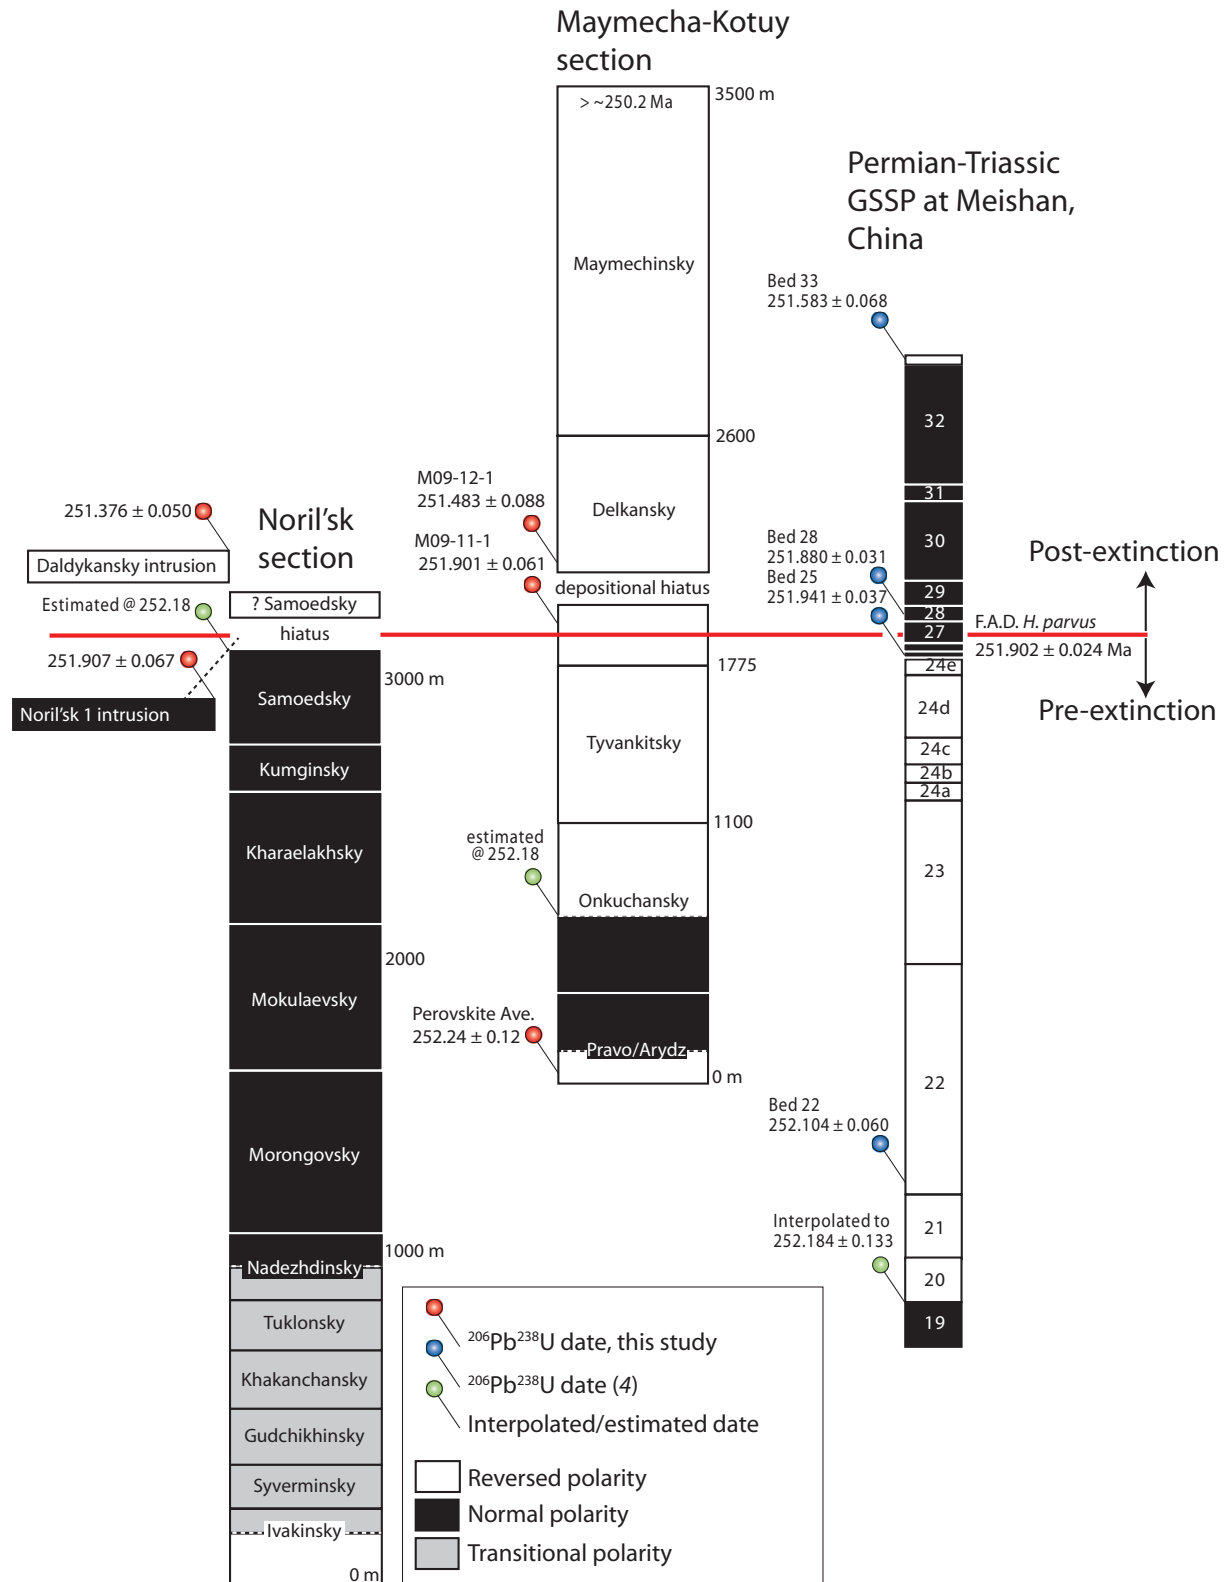 Maymecha-Kotuy
section
> ~250.2 Ma
3500 m
Maymechinsky
2600
M09-12-1
251.483 ± 0.088
Delkansky
M09-11-1
251.901 ± 0.061
depositional hiatus
1775
Tyvankitsky
1100
estimated
@ 252.18
Onkuchansky
Perovskite Ave.
252.24 ± 0.12
Pravo/Arydz
0 m
Noril'sk
section
251.376 ± 0.050
Daldykansky intrusion
Estimated @ 252.18
? Samoedsky
hiatus
251.907 ± 0.067
Noril'sk 1 intrusion
3000 m
Samoedsky
Kumginsky
Kharaelakhsky
2000
Mokulaevsky
Morongovsky
1000 m
Nadezhdinsky
Tuklonsky
Khakanchansky
Gudchikhinsky
Syverminsky
Ivakinsky
0 m
Permian-Triassic
GSSP at Meishan,
China
Bed 33
251.583 ± 0.068
32
31
30
Bed 28
251.880 ± 0.031
Bed 25
251.941 ± 0.037
29
28
27
24e
24d
24c
24b
24a
23
22
Bed 22
252.104 ± 0.060
21
Interpolated to
252.184 ± 0.133
20
19
Post-extinction
F.A.D. H. parvus
251.902 ± 0.024 Ma
Pre-extinction
206Pb238U date, this study
206Pb238U date (4)
Interpolated/estimated date
Reversed polarity
Normal polarity
Transitional polarity